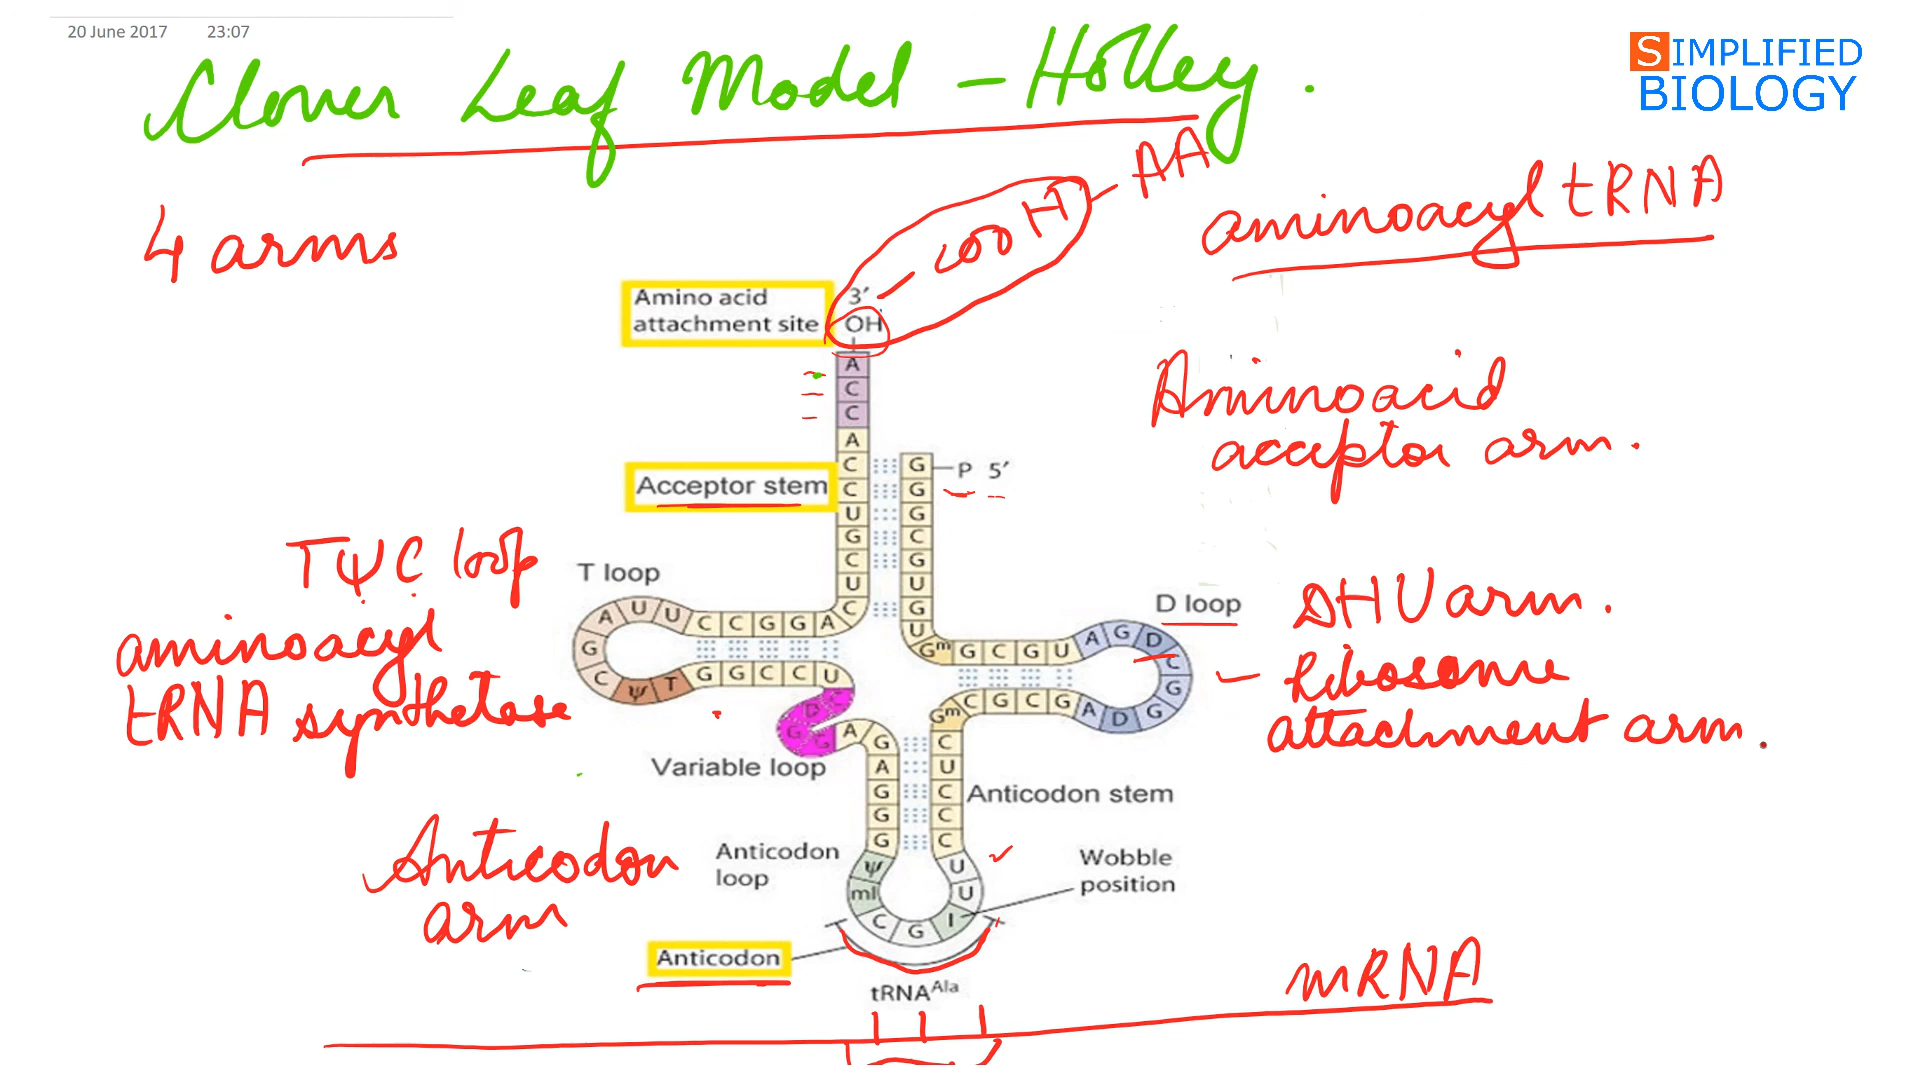 20 June 2017 23:07
Clover Leaf Model - Holley.
SIMPLIFIED
BIOLOGY
4 arms
- COOH - AA
aminoacyl tRNA
Amino acid
attachment site
3′
OH
A
C
C
A
C
C
U
G
C
U
C
G
G
G
C
G
U
G
U
P 5′
Acceptor stem
Aminoacid
acceptor arm.
TΨC loop
aminoacyl
tRNA synthetase
T loop
A U U C C G G A
G
C Ψ T G G C C U
D loop
DHU arm.
- Ribosome
attachment arm.
Gm G C G U A G D
C
G
Gm C G C G A D G
Variable loop
D
G
G
A G
A
G
G
G
C
U
C
C
C
Anticodon stem
Anticodon
arm
Anticodon
loop
Ψ
mI
C G I
U
U
Wobble
position
Anticodon
tRNAAla
mRNA